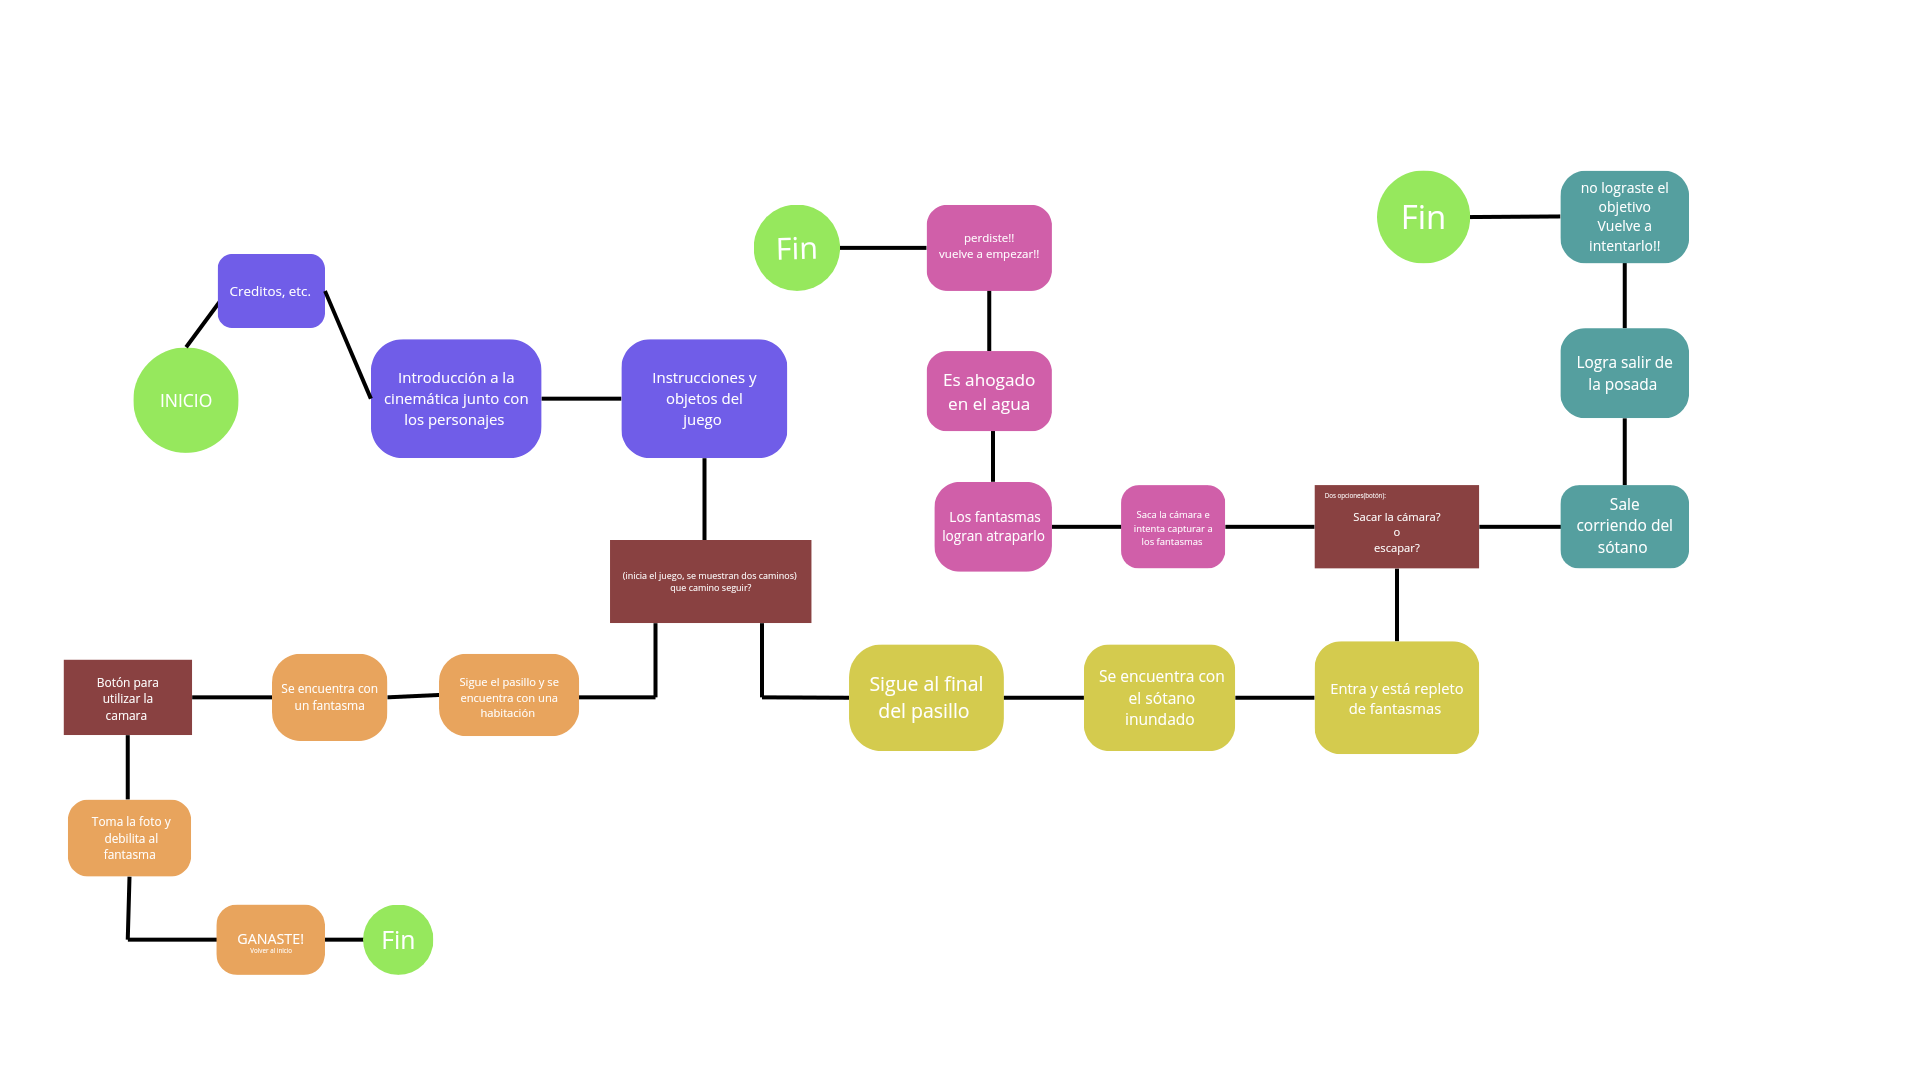 INICIO
Creditos, etc.
Introducción a la
cinemática junto con
los personajes
Instrucciones y
objetos del
juego
(inicia el juego, se muestran dos caminos)
que camino seguir?
Sigue el pasillo y se
encuentra con una
habitación
Se encuentra con
un fantasma
Botón para
utilizar la
camara
Toma la foto y
debilita al
fantasma
GANASTE!
Volver al inicio
Fin
Sigue al final
del pasillo
Se encuentra con
el sótano
inundado
Entra y está repleto
de fantasmas
Dos opciones(botón):
Sacar la cámara?
o
escapar?
Saca la cámara e
intenta capturar a
los fantasmas
Los fantasmas
logran atraparlo
Es ahogado
en el agua
perdiste!!
vuelve a empezar!!
Fin
Sale
corriendo del
sótano
Logra salir de
la posada
no lograste el
objetivo
Vuelve a
intentarlo!!
Fin